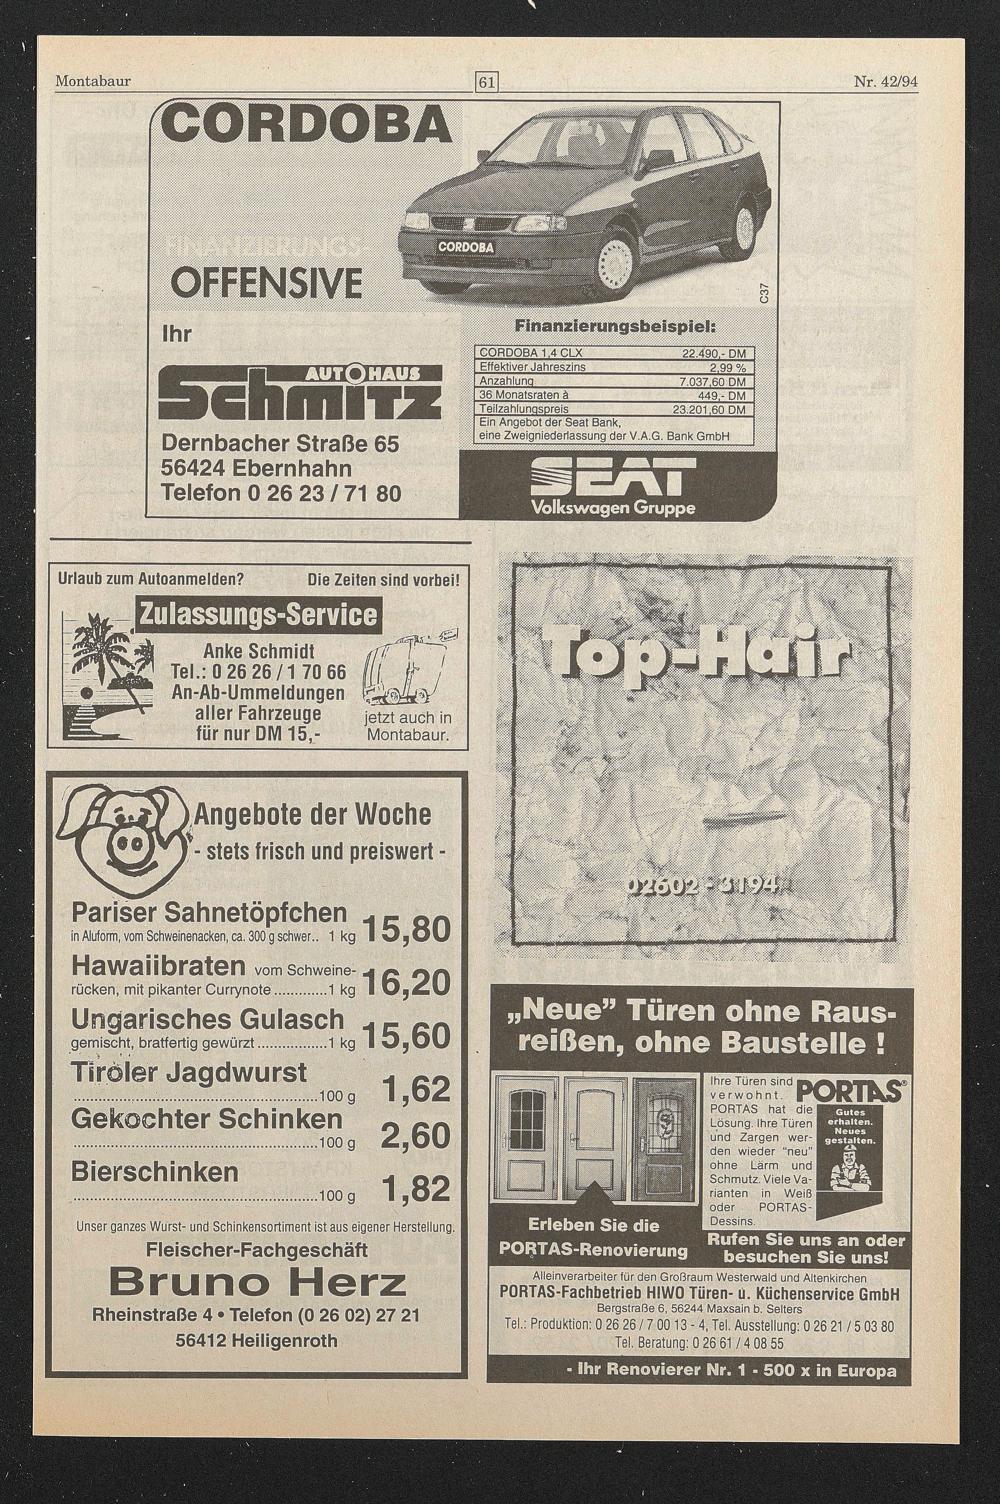 Montabaur
61
Nr. 42/94
CORDOBA
FINANZIERUNGS-
OFFENSIVE
CORDOBA
C37
Ihr
AUTOHAUS
Schmitz
Dernbacher Straße 65
56424 Ebernhahn
Telefon 0 26 23 / 71 80
Finanzierungsbeispiel:
CORDOBA 1,4 CLX 22.490,- DM
Effektiver Jahreszins 2,99 %
Anzahlung 7.037,60 DM
36 Monatsraten à 449,- DM
Teilzahlungspreis 23.201,60 DM
Ein Angebot der Seat Bank,
eine Zweigniederlassung der V.A.G. Bank GmbH
SEAT
Volkswagen Gruppe
Urlaub zum Autoanmelden? Die Zeiten sind vorbei!
Zulassungs-Service
Anke Schmidt
Tel.: 0 26 26 / 1 70 66
An-Ab-Ummeldungen
aller Fahrzeuge
für nur DM 15,-
jetzt auch in
Montabaur.
Top-Hair
02602 - 3194
Angebote der Woche
- stets frisch und preiswert -
Pariser Sahnetöpfchen
in Aluform, vom Schweinenacken, ca. 300 g schwer.. 1 kg 15,80
Hawaiibraten vom Schweine-
rücken, mit pikanter Currynote .............1 kg 16,20
Ungarisches Gulasch
gemischt, bratfertig gewürzt .................1 kg 15,60
Tiroler Jagdwurst
............................................................100 g 1,62
Gekochter Schinken
............................................................100 g 2,60
Bierschinken
............................................................100 g 1,82
Unser ganzes Wurst- und Schinkensortiment ist aus eigener Herstellung.
Fleischer-Fachgeschäft
Bruno Herz
Rheinstraße 4 • Telefon (0 26 02) 27 21
56412 Heiligenroth
„Neue” Türen ohne Raus-
reißen, ohne Baustelle !
Ihre Türen sind
verwohnt.
PORTAS hat die
Lösung. Ihre Türen
und Zargen wer-
den wieder "neu"
ohne Lärm und
Schmutz. Viele Va-
rianten in Weiß
oder PORTAS-
Dessins.
PORTAS®
Gutes
erhalten.
Neues
gestalten.
Erleben Sie die
PORTAS-Renovierung
Rufen Sie uns an oder
besuchen Sie uns!
Alleinverarbeiter für den Großraum Westerwald und Altenkirchen
PORTAS-Fachbetrieb HIWO Türen- u. Küchenservice GmbH
Bergstraße 6, 56244 Maxsain b. Selters
Tel.: Produktion: 0 26 26 / 7 00 13 - 4, Tel. Ausstellung: 0 26 21 / 5 03 80
Tel. Beratung: 0 26 61 / 4 08 55
- Ihr Renovierer Nr. 1 - 500 x in Europa